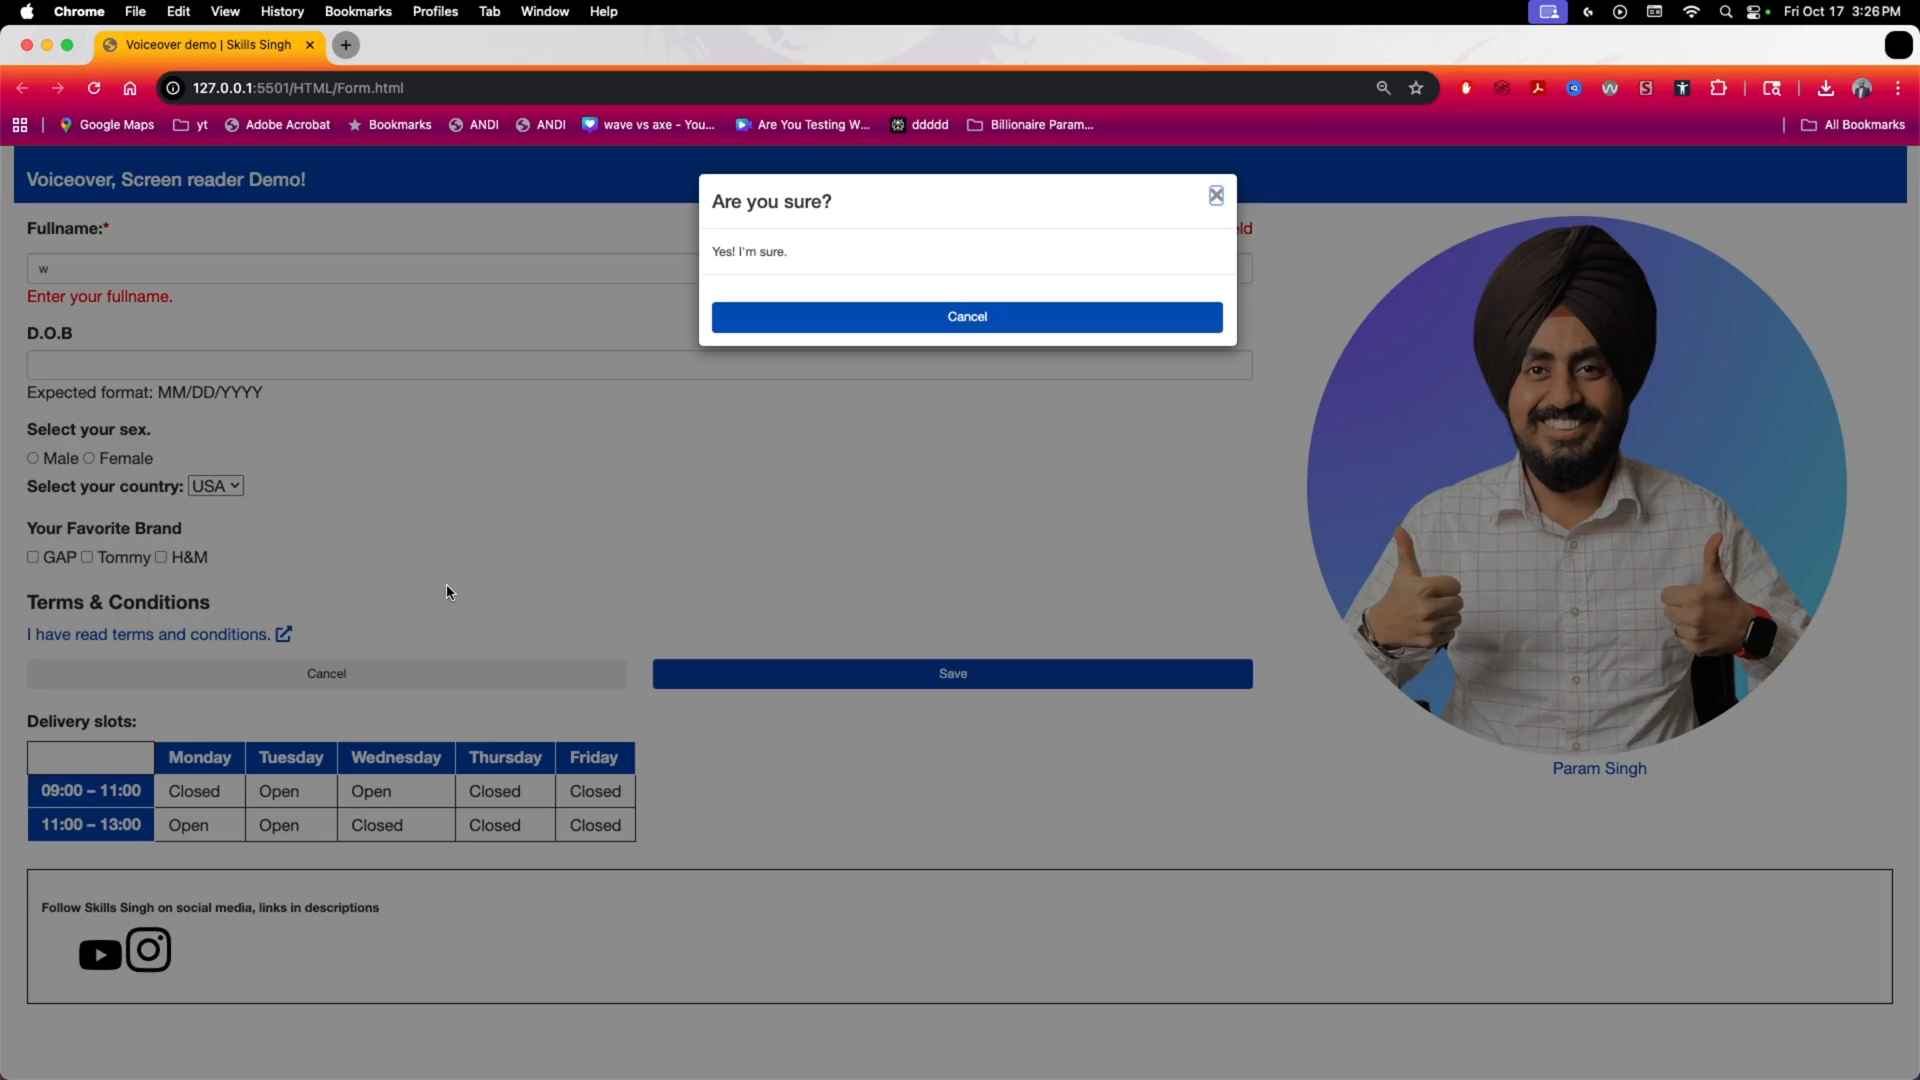 Chrome File Edit View History Bookmarks Profiles Tab Window Help Fri Oct 17 3:26 PM
Voiceover demo | Skills Singh
127.0.0.1:5501/HTML/Form.html
Google Maps yt Adobe Acrobat Bookmarks ANDI ANDI wave vs axe - You... Are You Testing W... ddddd Billionaire Param... All Bookmarks
Voiceover, Screen reader Demo!
Are you sure?
Yes! I'm sure.
Cancel
Fullname:*
w
Enter your fullname.
D.O.B
Expected format: MM/DD/YYYY
Select your sex.
Male Female
Select your country: USA
Your Favorite Brand
GAP Tommy H&M
Terms & Conditions
I have read terms and conditions.
Cancel Save
Delivery slots:
Monday Tuesday Wednesday Thursday Friday
09:00 – 11:00 Closed Open Open Closed Closed
11:00 – 13:00 Open Open Closed Closed Closed
Param Singh
Follow Skills Singh on social media, links in descriptions